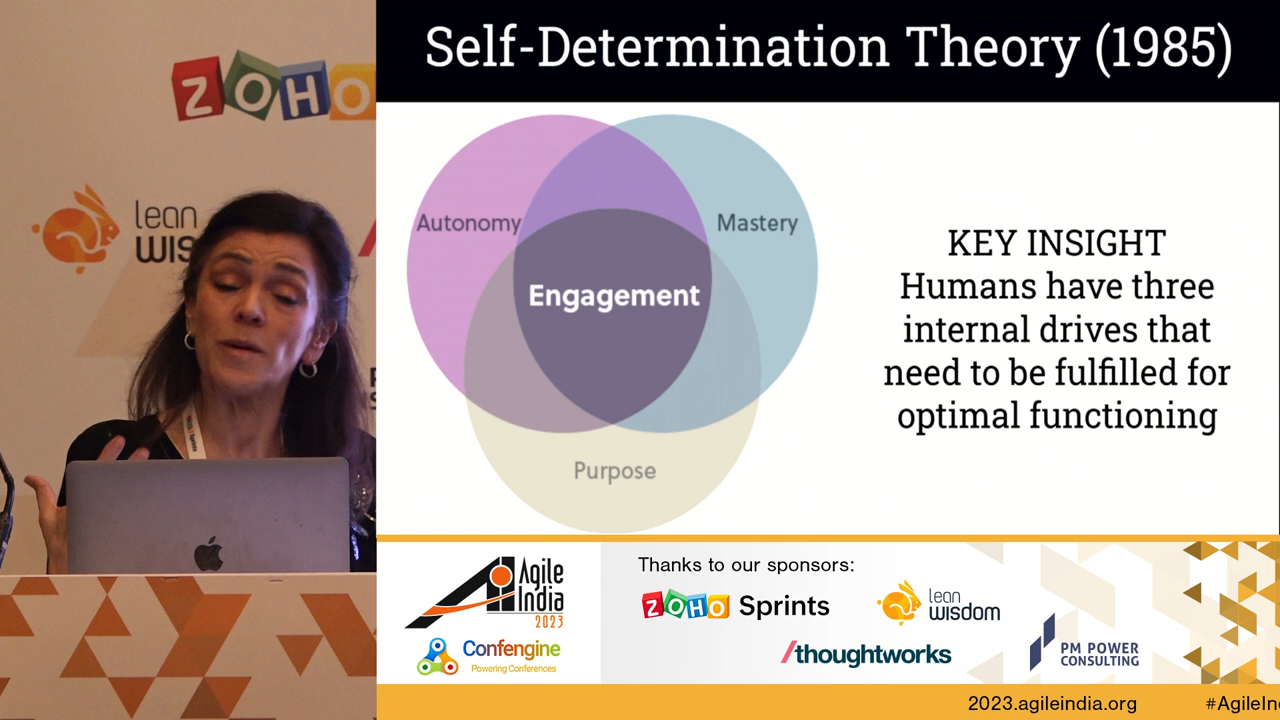 Self-Determination Theory (1985)
ZOHO
lean
WIS
Autonomy
Mastery
Engagement
Purpose
KEY INSIGHT
Humans have three
internal drives that
need to be fulfilled for
optimal functioning
Agile
India
2023
Confengine
Powering Conferences
Thanks to our sponsors:
ZOHO Sprints
lean
wisdom
/thoughtworks
PM POWER
CONSULTING
2023.agileindia.org
#AgileIn